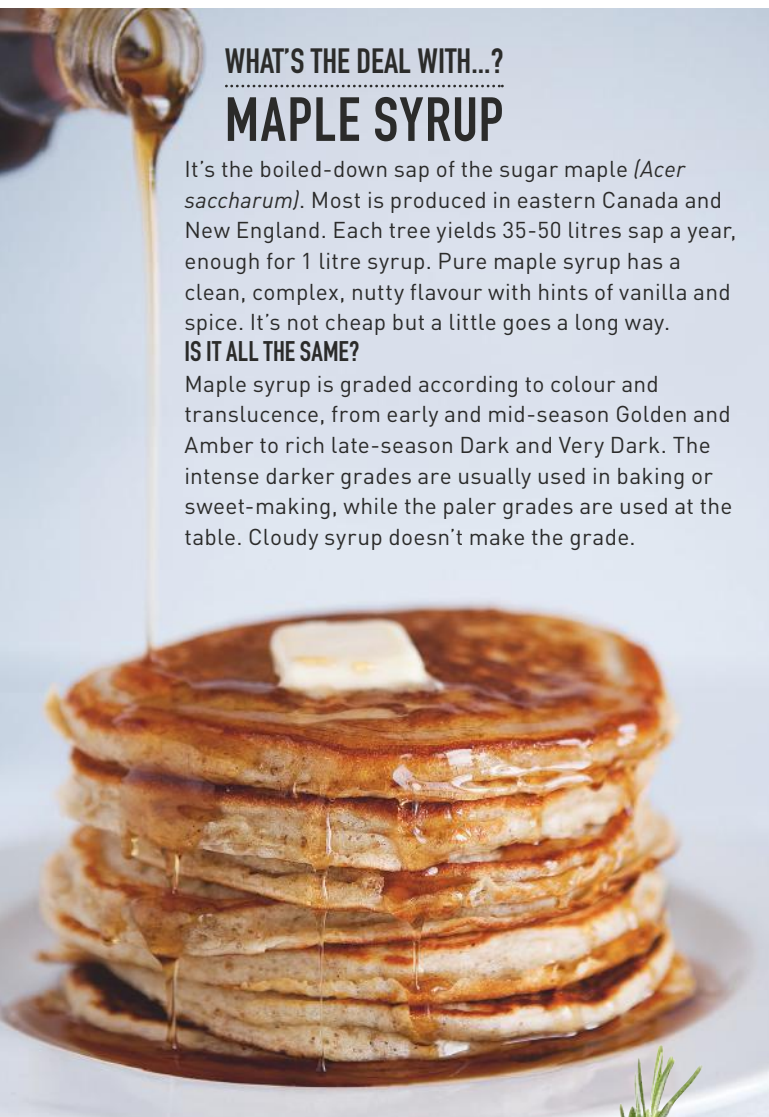 WHAT'S THE DEAL WITH...?
MAPLE SYRUP
It's the boiled-down sap of the sugar maple (Acer
saccharum). Most is produced in eastern Canada and
New England. Each tree yields 35-50 litres sap a year,
enough for 1 litre syrup. Pure maple syrup has a
clean, complex, nutty flavour with hints of vanilla and
spice. It's not cheap but a little goes a long way.
IS IT ALL THE SAME?
Maple syrup is graded according to colour and
translucence, from early and mid-season Golden and
Amber to rich late-season Dark and Very Dark. The
intense darker grades are usually used in baking or
sweet-making, while the paler grades are used at the
table. Cloudy syrup doesn't make the grade.